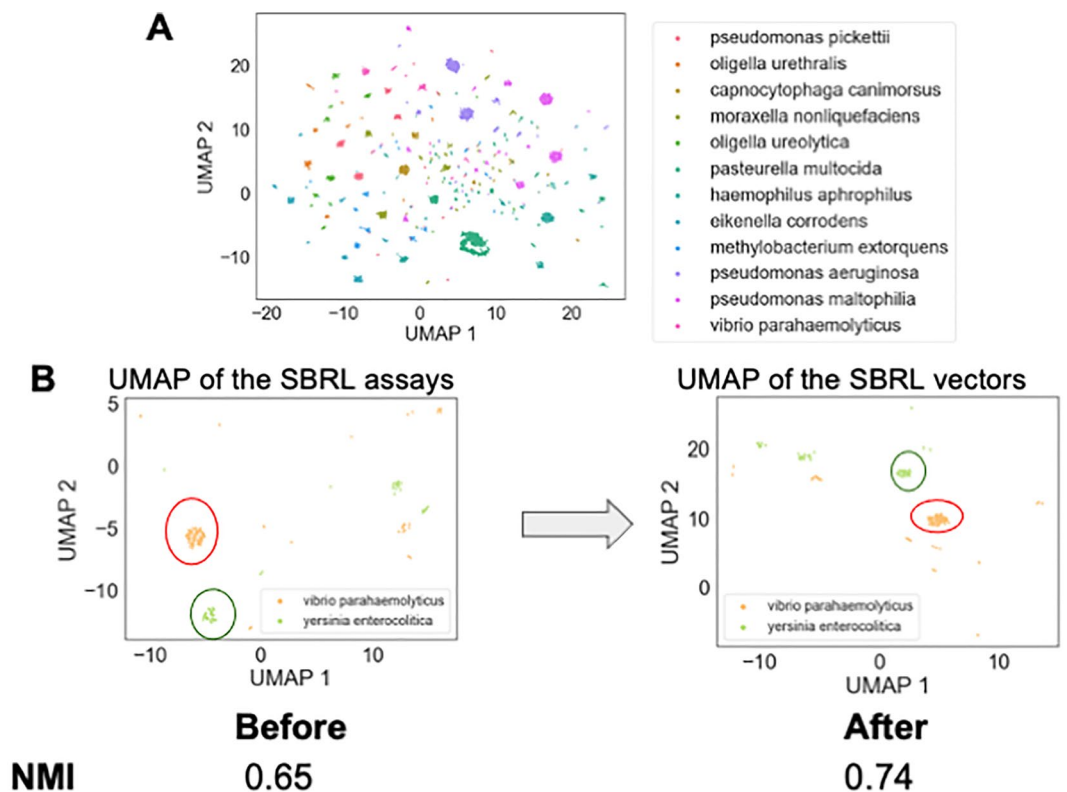 A
20
10
0
−10
UMAP 2
−20 −10 0 10 20
UMAP 1
pseudomonas pickettii
oligella urethralis
capnocytophaga canimorsus
moraxella nonliquefaciens
oligella ureolytica
pasteurella multocida
haemophilus aphrophilus
eikenella corrodens
methylobacterium extorquens
pseudomonas aeruginosa
pseudomonas maltophilia
vibrio parahaemolyticus
B
UMAP of the SBRL assays
5
0
−5
−10
UMAP 2
vibrio parahaemolyticus
yersinia enterocolitica
−10 0 10
UMAP 1
UMAP of the SBRL vectors
20
10
0
UMAP 2
vibrio parahaemolyticus
yersinia enterocolitica
−10 0 10
UMAP 1
Before After
NMI 0.65 0.74